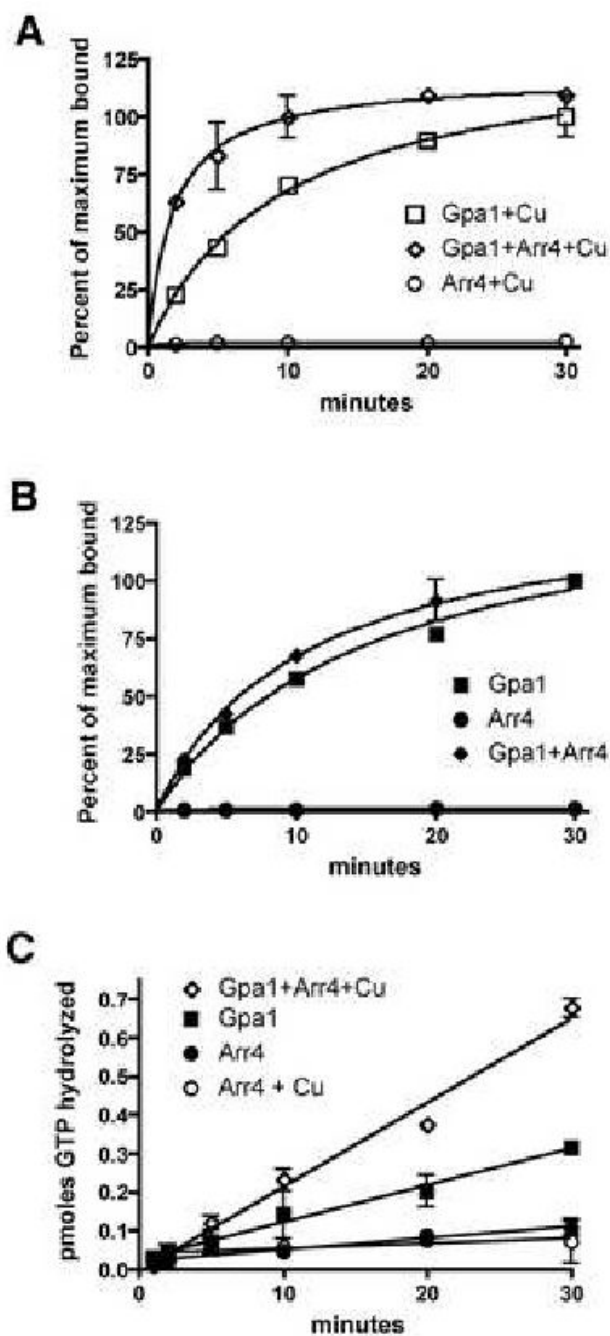 A
Percent of maximum bound
125
100
75
50
25
0
Gpa1+Cu
Gpa1+Arr4+Cu
Arr4+Cu
0 10 20 30
minutes
B
Percent of maximum bound
125
100
75
50
25
0
Gpa1
Arr4
Gpa1+Arr4
0 10 20 30
minutes
C
pmoles GTP hydrolyzed
0.7
0.6
0.5
0.4
0.3
0.2
0.1
0.0
Gpa1+Arr4+Cu
Gpa1
Arr4
Arr4 + Cu
0 10 20 30
minutes